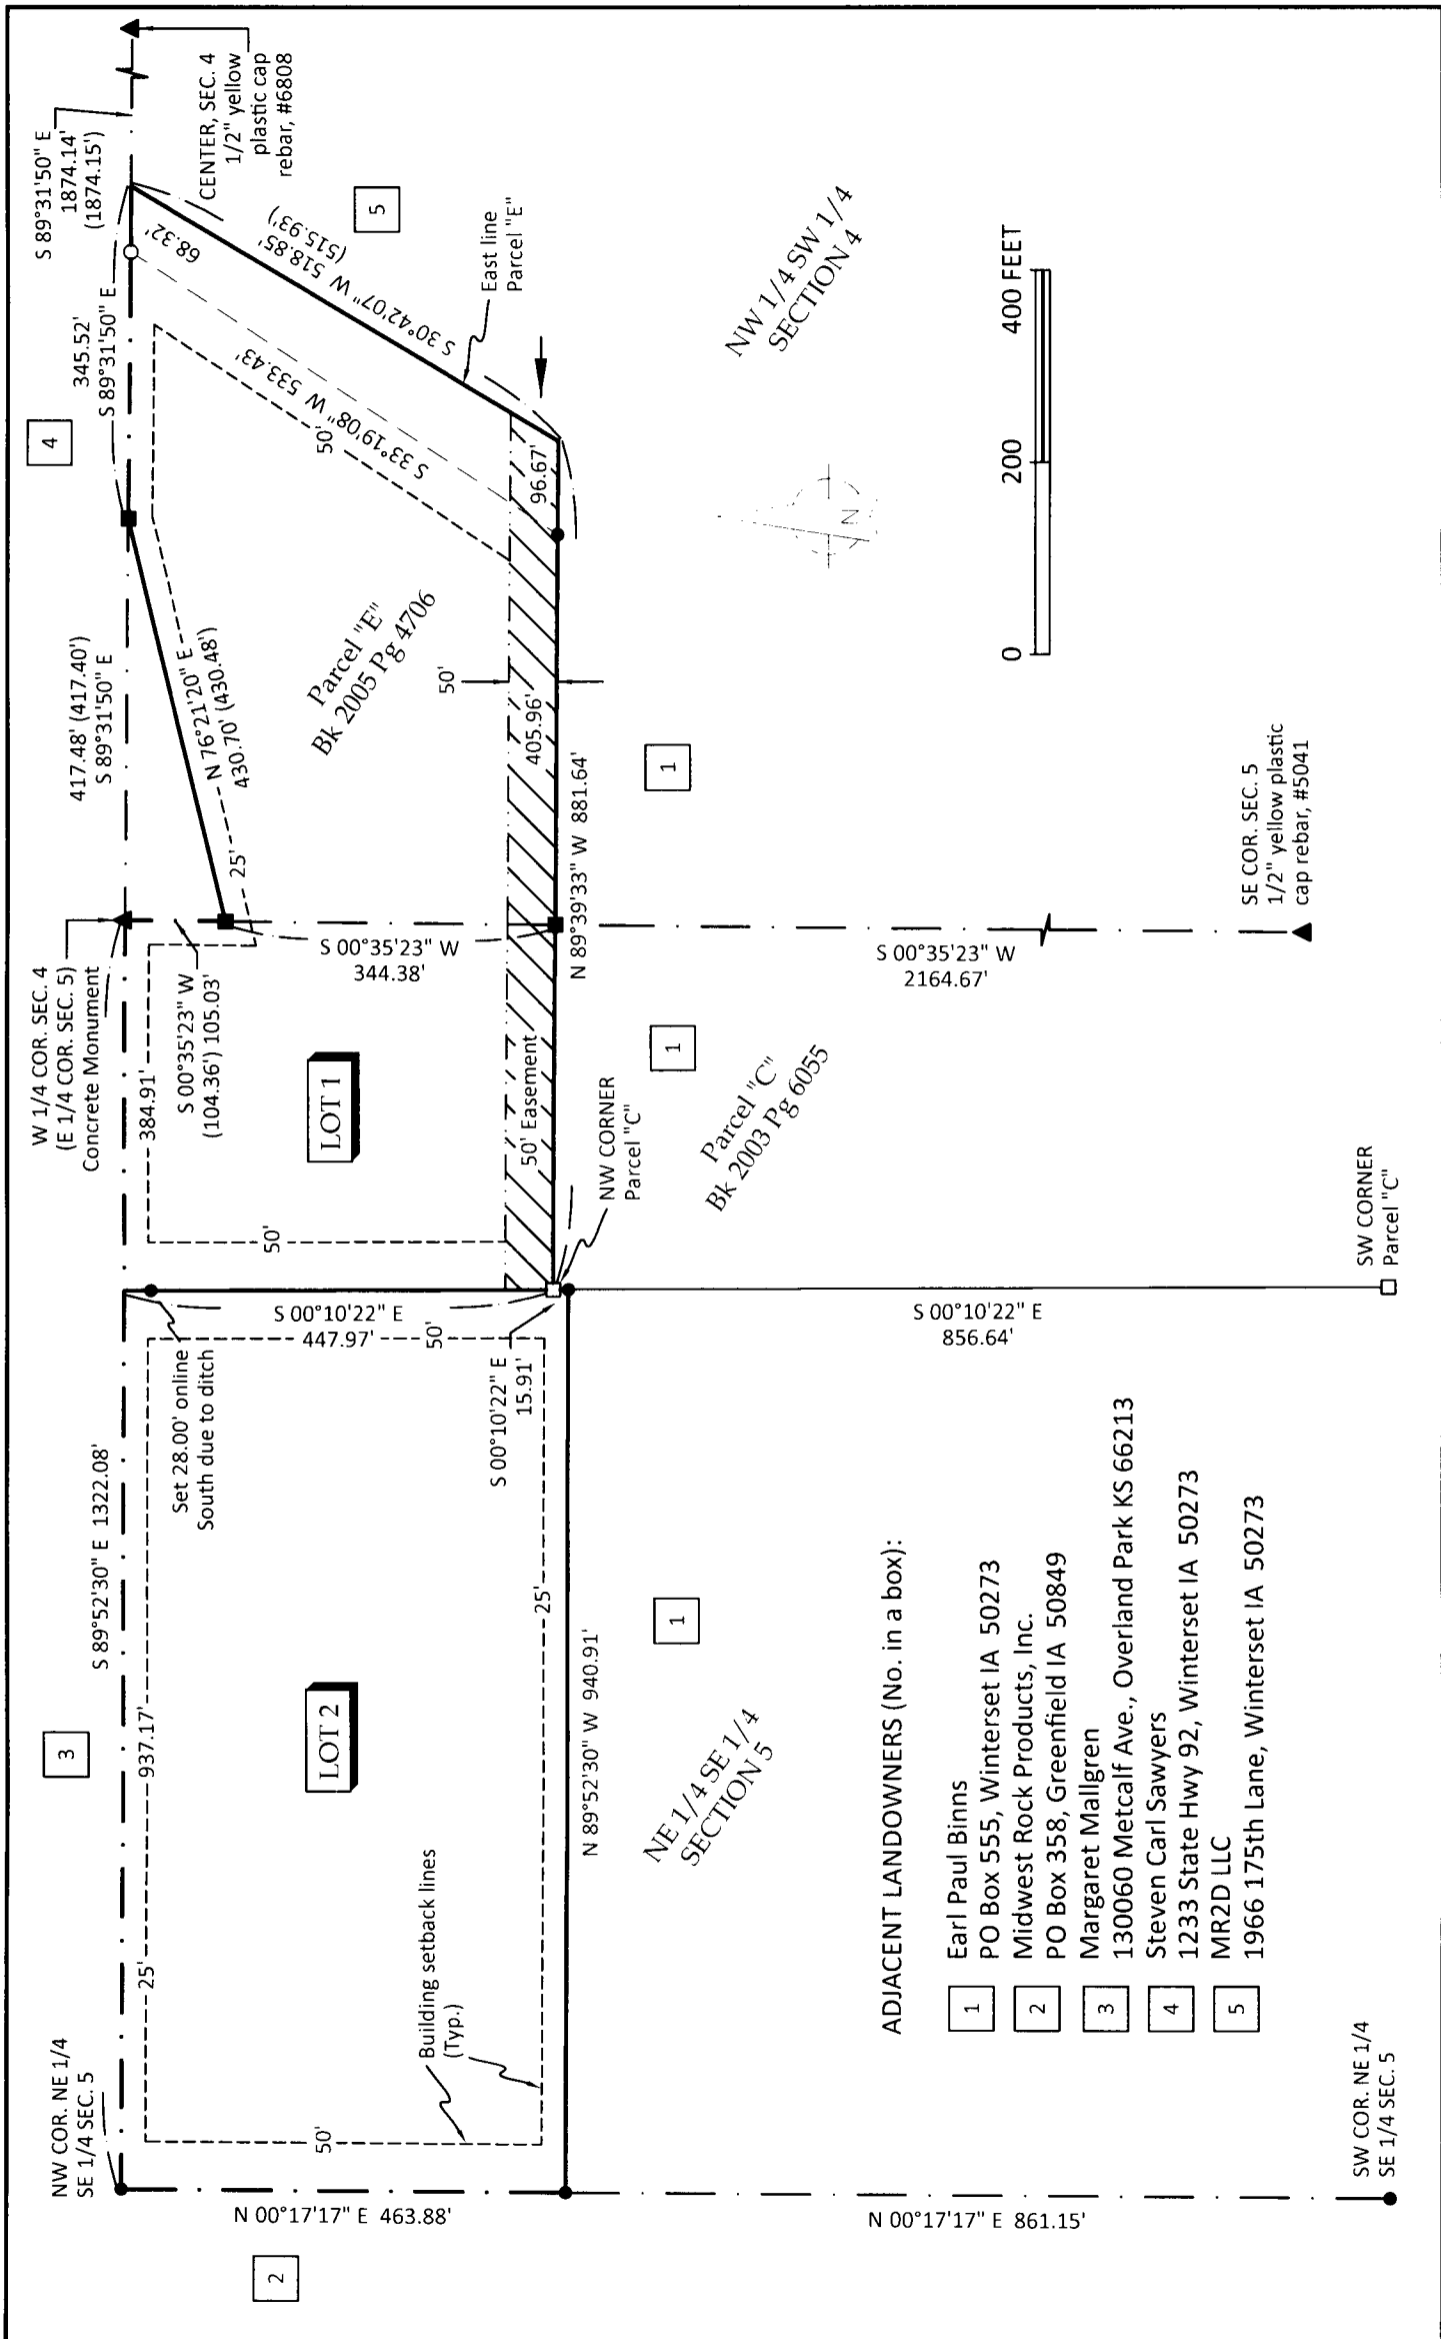 NW COR. NE 1/4
SE 1/4 SEC. 5
3
S 89°52'30" E 1322.08'
W 1/4 COR. SEC. 4
(E 1/4 COR. SEC. 5)
Concrete Monument
417.48' (417.40')
S 89°31'50" E
4
345.52'
S 89°31'50" E
S 89°31'50" E
1874.14'
(1874.15')
CENTER, SEC. 4
1/2" yellow
plastic cap
rebar, #6808
25'
937.17'
Set 28.00' online
South due to ditch
384.91'
S 00°35'23" W
(104.36') 105.03'
25'
N 76°21'20" E
430.70' (430.48')
68.32'
S 30°42'07" W 518.85'
(515.93')
5
S 33°19'08" W 533.43'
50'
East line
Parcel "E"
2
N 00°17'17" E 463.88'
50'
LOT 2
S 00°10'22" E
447.97'
50'
50'
LOT 1
S 00°35'23" W
344.38'
Parcel "E"
Bk 2005 Pg 4706
50'
Building setback lines
(Typ.)
25'
S 00°10'22" E
15.91'
50' Easement
405.96'
96.67'
N 89°52'30" W 940.91'
N 89°39'33" W 881.64'
NW CORNER
Parcel "C"
1
1
1
NE 1/4 SE 1/4
SECTION 5
Parcel "C"
Bk 2003 Pg 6055
NW 1/4 SW 1/4
SECTION 4
N
N 00°17'17" E 861.15'
S 00°10'22" E
856.64'
S 00°35'23" W
2164.67'
0 200 400 FEET
ADJACENT LANDOWNERS (No. in a box):
1 Earl Paul Binns
PO Box 555, Winterset IA 50273
2 Midwest Rock Products, Inc.
PO Box 358, Greenfield IA 50849
3 Margaret Mallgren
130060 Metcalf Ave., Overland Park KS 66213
4 Steven Carl Sawyers
1233 State Hwy 92, Winterset IA 50273
5 MR2D LLC
1966 175th Lane, Winterset IA 50273
SE COR. SEC. 5
1/2" yellow plastic
cap rebar, #5041
SW COR. NE 1/4
SE 1/4 SEC. 5
SW CORNER
Parcel "C"